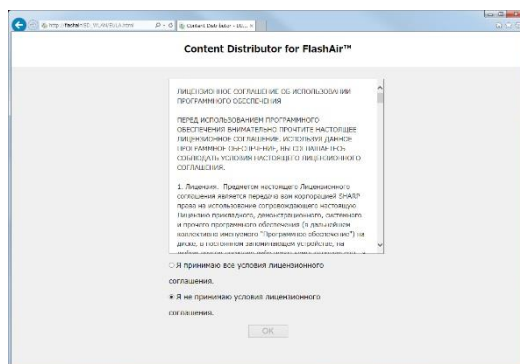 Content Distributor for FlashAir™
ЛИЦЕНЗИОННОЕ СОГЛАШЕНИЕ ОБ ИСПОЛЬЗОВАНИИ
ПРОГРАММНОГО ОБЕСПЕЧЕНИЯ
ПЕРЕД ИСПОЛЬЗОВАНИЕМ ПРОГРАММНОГО
ОБЕСПЕЧЕНИЯ ВНИМАТЕЛЬНО ПРОЧТИТЕ НАСТОЯЩЕЕ
ЛИЦЕНЗИОННОЕ СОГЛАШЕНИЕ. ИСПОЛЬЗУЯ ДАННОЕ
ПРОГРАММНОЕ ОБЕСПЕЧЕНИЕ, ВЫ СОГЛАШАЕТЕСЬ
СОБЛЮДАТЬ УСЛОВИЯ НАСТОЯЩЕГО ЛИЦЕНЗИОННОГО
СОГЛАШЕНИЯ.
1. Лицензия. Предметом настоящего Лицензионного
соглашения является передача вам корпорацией SHARP
права на использование сопровождающего настоящую
Лицензию прикладного, демонстрационного, системного
и прочего программного обеспечения (в дальнейшем
коллективно именуемого "Программное обеспечение") на
диске, в постоянном запоминающем устройстве, на
Я принимаю все условия лицензионного
соглашения.
Я не принимаю условия лицензионного
соглашения.
OK